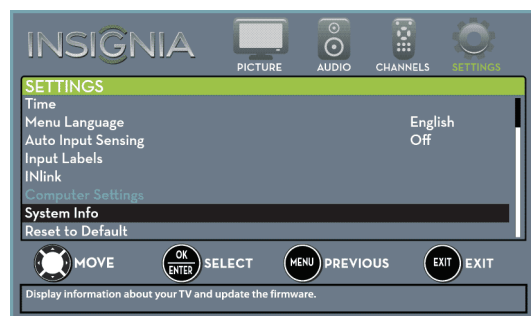 INSIGNIA
PICTURE AUDIO CHANNELS SETTINGS
SETTINGS
Time
Menu Language English
Auto Input Sensing Off
Input Labels
INlink
Computer Settings
System Info
Reset to Default
MOVE OK ENTER SELECT MENU PREVIOUS EXIT EXIT
Display information about your TV and update the firmware.